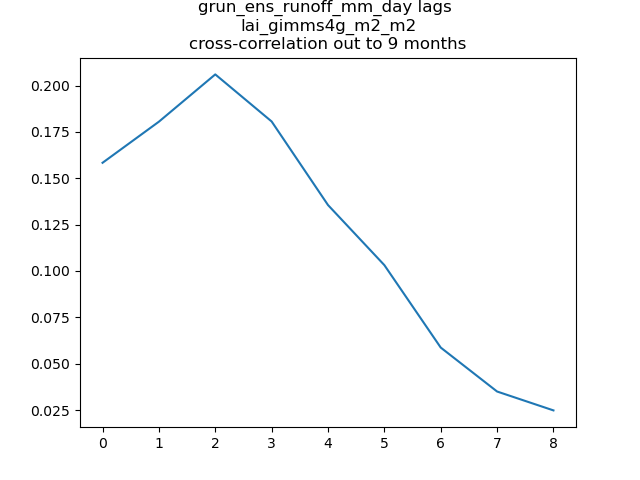 grun_ens_runoff_mm_day lags
lai_gimms4g_m2_m2
cross-correlation out to 9 months
0.200
0.175
0.150
0.125
0.100
0.075
0.050
0.025
0 1 2 3 4 5 6 7 8